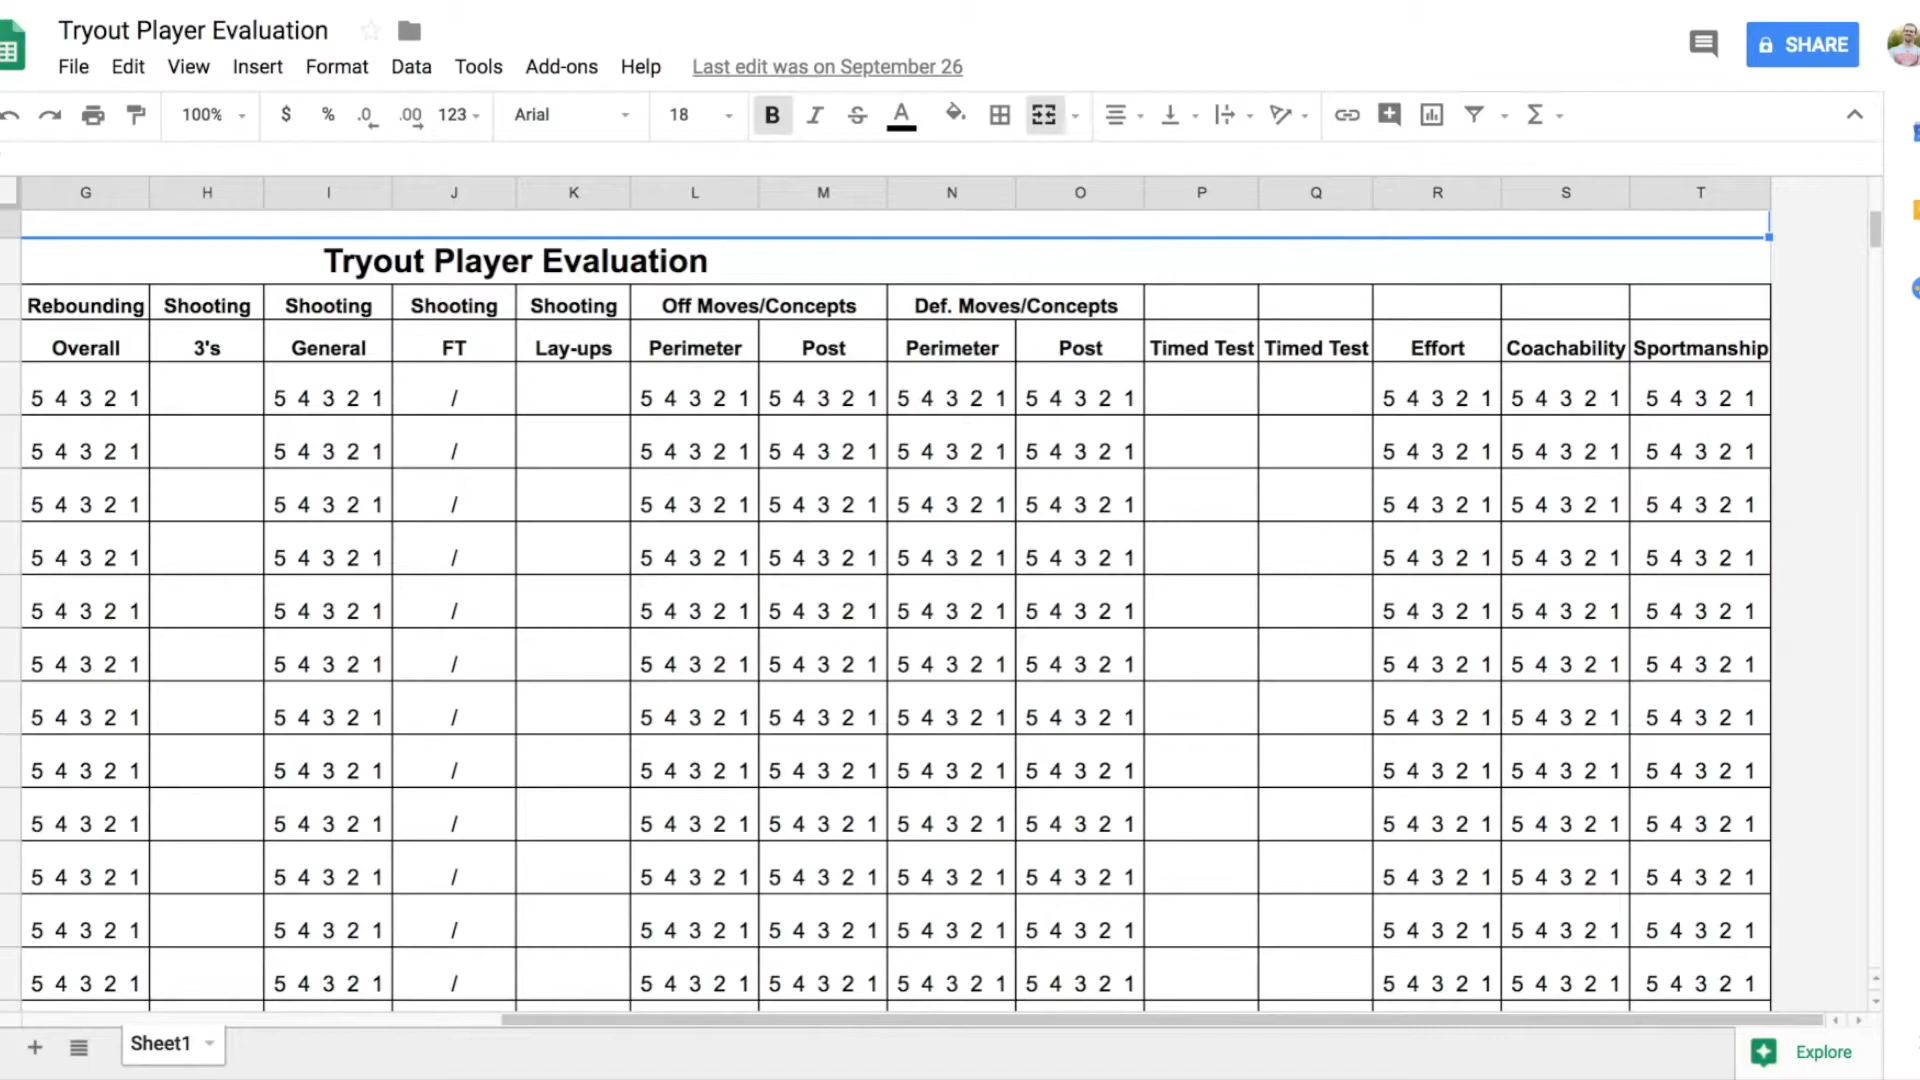 Tryout Player Evaluation
File Edit View Insert Format Data Tools Add-ons Help Last edit was on September 26
SHARE
100% $ % .0 .00 123 Arial 18 B I S A Σ
G H I J K L M N O P Q R S T
Tryout Player Evaluation
Rebounding Shooting Shooting Shooting Shooting Off Moves/Concepts Def. Moves/Concepts
Overall 3's General FT Lay-ups Perimeter Post Perimeter Post Timed Test Timed Test Effort Coachability Sportmanship
5 4 3 2 1 5 4 3 2 1 / 5 4 3 2 1 5 4 3 2 1 5 4 3 2 1 5 4 3 2 1 5 4 3 2 1 5 4 3 2 1 5 4 3 2 1
5 4 3 2 1 5 4 3 2 1 / 5 4 3 2 1 5 4 3 2 1 5 4 3 2 1 5 4 3 2 1 5 4 3 2 1 5 4 3 2 1 5 4 3 2 1
5 4 3 2 1 5 4 3 2 1 / 5 4 3 2 1 5 4 3 2 1 5 4 3 2 1 5 4 3 2 1 5 4 3 2 1 5 4 3 2 1 5 4 3 2 1
5 4 3 2 1 5 4 3 2 1 / 5 4 3 2 1 5 4 3 2 1 5 4 3 2 1 5 4 3 2 1 5 4 3 2 1 5 4 3 2 1 5 4 3 2 1
5 4 3 2 1 5 4 3 2 1 / 5 4 3 2 1 5 4 3 2 1 5 4 3 2 1 5 4 3 2 1 5 4 3 2 1 5 4 3 2 1 5 4 3 2 1
5 4 3 2 1 5 4 3 2 1 / 5 4 3 2 1 5 4 3 2 1 5 4 3 2 1 5 4 3 2 1 5 4 3 2 1 5 4 3 2 1 5 4 3 2 1
5 4 3 2 1 5 4 3 2 1 / 5 4 3 2 1 5 4 3 2 1 5 4 3 2 1 5 4 3 2 1 5 4 3 2 1 5 4 3 2 1 5 4 3 2 1
5 4 3 2 1 5 4 3 2 1 / 5 4 3 2 1 5 4 3 2 1 5 4 3 2 1 5 4 3 2 1 5 4 3 2 1 5 4 3 2 1 5 4 3 2 1
5 4 3 2 1 5 4 3 2 1 / 5 4 3 2 1 5 4 3 2 1 5 4 3 2 1 5 4 3 2 1 5 4 3 2 1 5 4 3 2 1 5 4 3 2 1
5 4 3 2 1 5 4 3 2 1 / 5 4 3 2 1 5 4 3 2 1 5 4 3 2 1 5 4 3 2 1 5 4 3 2 1 5 4 3 2 1 5 4 3 2 1
5 4 3 2 1 5 4 3 2 1 / 5 4 3 2 1 5 4 3 2 1 5 4 3 2 1 5 4 3 2 1 5 4 3 2 1 5 4 3 2 1 5 4 3 2 1
5 4 3 2 1 5 4 3 2 1 / 5 4 3 2 1 5 4 3 2 1 5 4 3 2 1 5 4 3 2 1 5 4 3 2 1 5 4 3 2 1 5 4 3 2 1
Sheet1
Explore